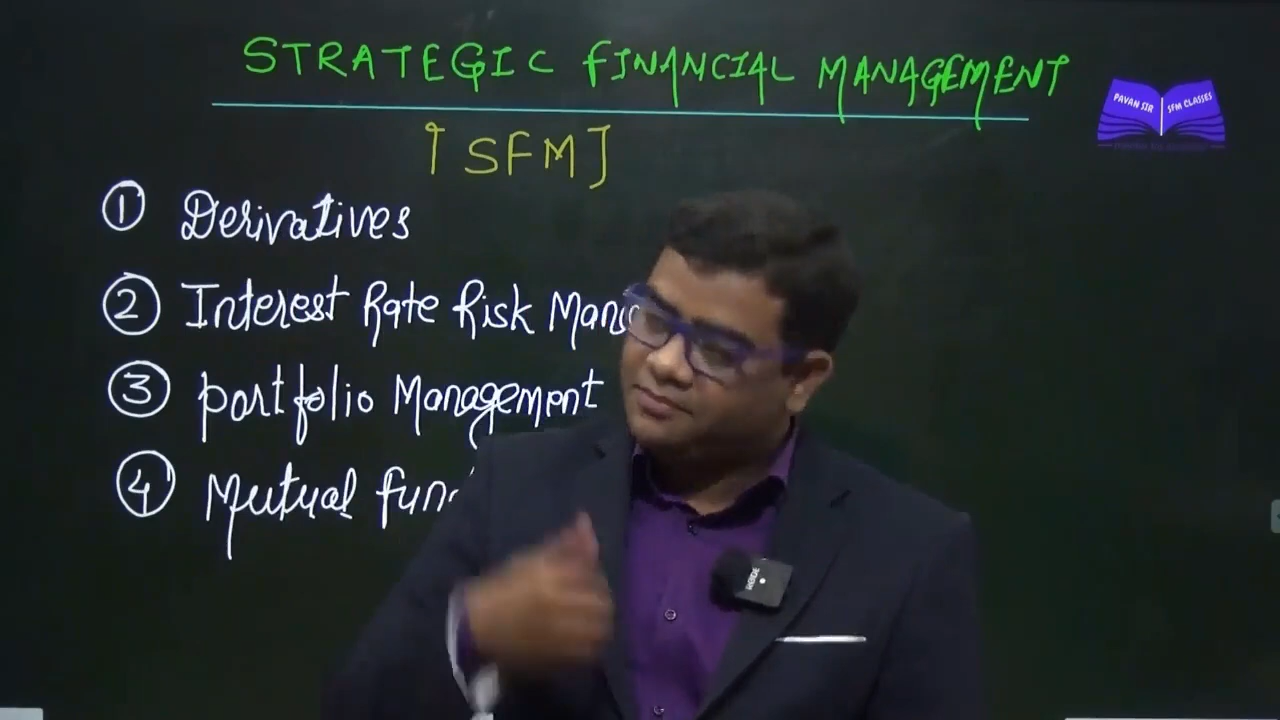 STRATEGIC FINANCIAL MANAGEMENT
[SFM]
① Derivatives
② Interest Rate Risk
③ Portfolio Management
④ Mutual
PAVAN SIR SFM CLASSES
RODE